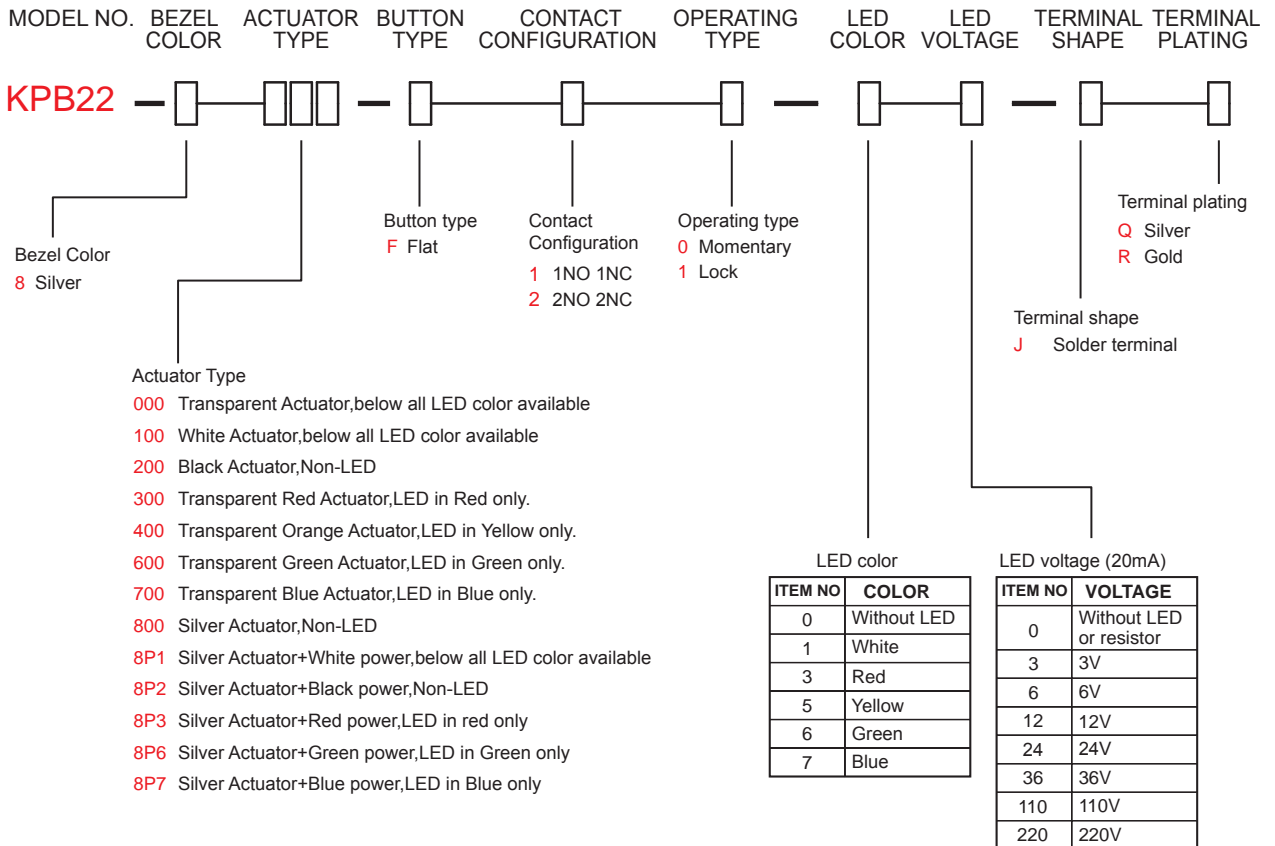 MODEL NO. BEZEL COLOR ACTUATOR TYPE BUTTON TYPE CONTACT CONFIGURATION OPERATING TYPE LED COLOR LED VOLTAGE TERMINAL SHAPE TERMINAL PLATING
KPB22
Bezel Color
8 Silver
Actuator Type
000 Transparent Actuator,below all LED color available
100 White Actuator,below all LED color available
200 Black Actuator,Non-LED
300 Transparent Red Actuator,LED in Red only.
400 Transparent Orange Actuator,LED in Yellow only.
600 Transparent Green Actuator,LED in Green only.
700 Transparent Blue Actuator,LED in Blue only.
800 Silver Actuator,Non-LED
8P1 Silver Actuator+White power,below all LED color available
8P2 Silver Actuator+Black power,Non-LED
8P3 Silver Actuator+Red power,LED in red only
8P6 Silver Actuator+Green power,LED in Green only
8P7 Silver Actuator+Blue power,LED in Blue only
Button type
F Flat
Contact
Configuration
1 1NO 1NC
2 2NO 2NC
Operating type
0 Momentary
1 Lock
LED color
ITEM NO COLOR
0 Without LED
1 White
3 Red
5 Yellow
6 Green
7 Blue
LED voltage (20mA)
ITEM NO VOLTAGE
0 Without LED or resistor
3 3V
6 6V
12 12V
24 24V
36 36V
110 110V
220 220V
Terminal shape
J Solder terminal
Terminal plating
Q Silver
R Gold